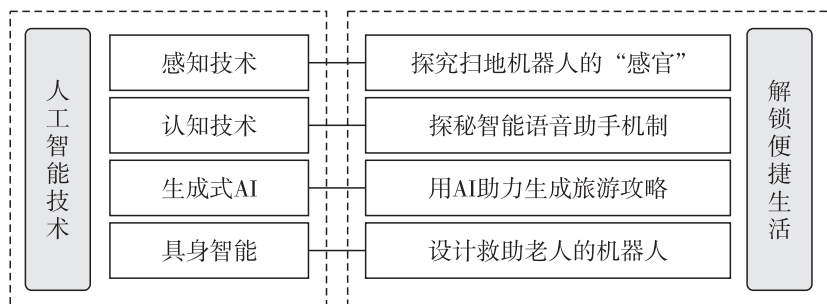 人工智能技术
感知技术
探究扫地机器人的“感官”
认知技术
探秘智能语音助手机制
生成式AI
用AI助力生成旅游攻略
具身智能
设计救助老人的机器人
解锁便捷生活